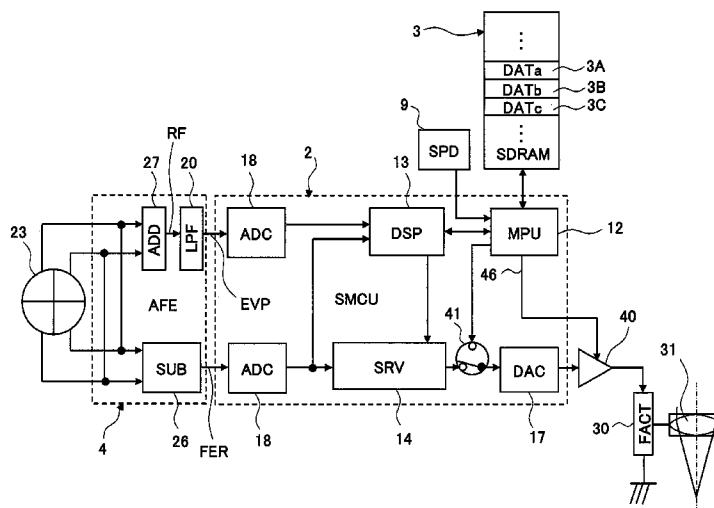 3
⋮
DATa
3A
DATb
3B
DATc
3C
⋮
SDRAM
9
SPD
RF
27
20
18
2
13
23
ADD
LPF
ADC
DSP
MPU
12
AFE
EVP
SMCU
46
41
40
31
SUB
ADC
SRV
DAC
4
26
FER
18
14
17
30
FACT